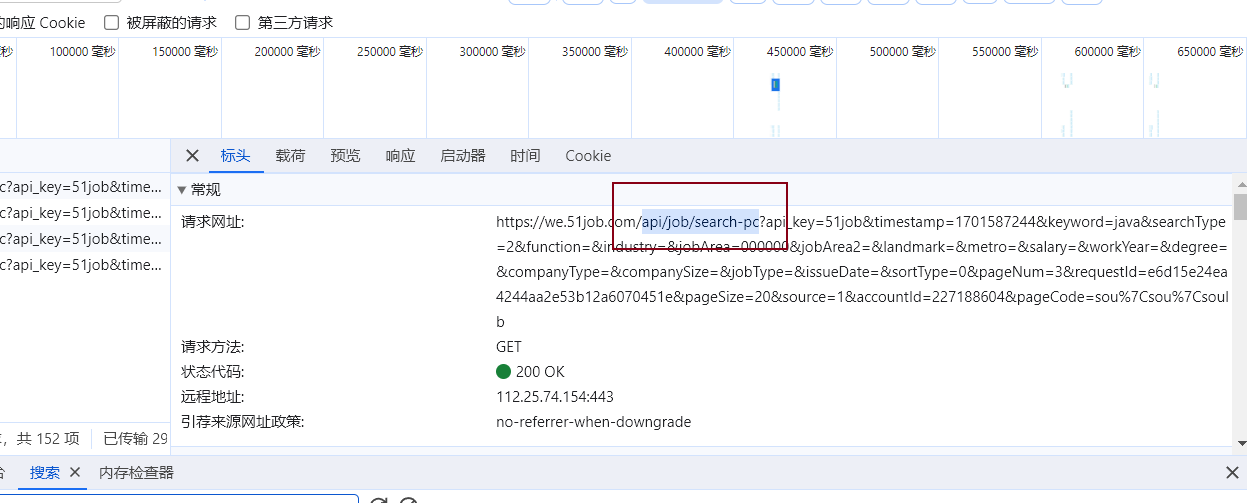 的响应 Cookie 被屏蔽的请求 第三方请求
毫秒 100000 毫秒 150000 毫秒 200000 毫秒 250000 毫秒 300000 毫秒 350000 毫秒 400000 毫秒 450000 毫秒 500000 毫秒 550000 毫秒 600000 毫秒 650000 毫秒
标头 载荷 预览 响应 启动器 时间 Cookie
c?api_key=51job&time...
c?api_key=51job&time...
c?api_key=51job&time...
c?api_key=51job&time...
常规
请求网址:
https://we.51job.com/api/job/search-pc?api_key=51job&timestamp=1701587244&keyword=java&searchType
=2&function=&industry=&jobArea=000000&jobArea2=&landmark=&metro=&salary=&workYear=&degree=
&companyType=&companySize=&jobType=&issueDate=&sortType=0&pageNum=3&requestId=e6d15e24ea
4244aa2e53b12a6070451e&pageSize=20&source=1&accountId=227188604&pageCode=sou%7Csou%7Csoul
b
请求方法: GET
状态代码: 200 OK
远程地址: 112.25.74.154:443
引荐来源网址政策: no-referrer-when-downgrade
，共 152 项 已传输 29
搜索 内存检查器